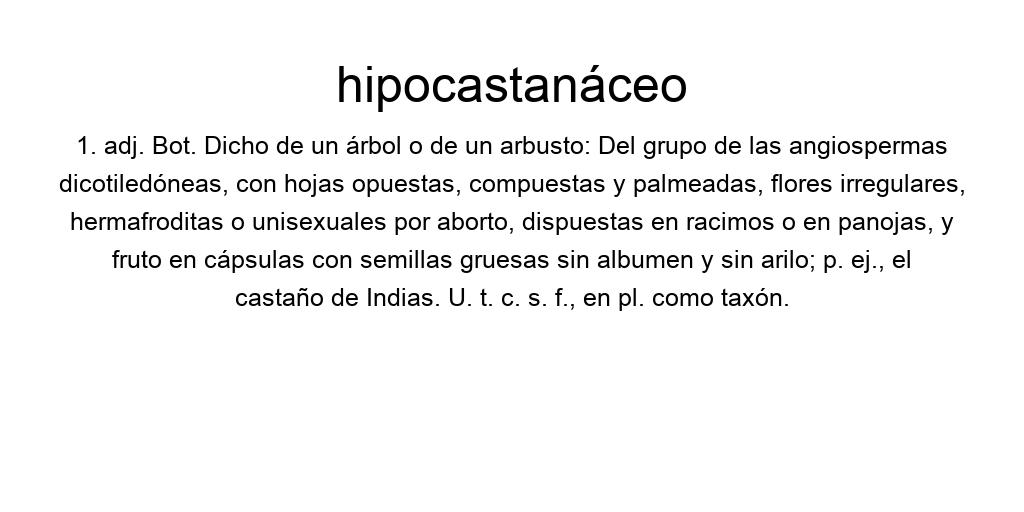 hipocastanáceo
1. adj. Bot. Dicho de un árbol o de un arbusto: Del grupo de las angiospermas
dicotiledóneas, con hojas opuestas, compuestas y palmeadas, flores irregulares,
hermafroditas o unisexuales por aborto, dispuestas en racimos o en panojas, y
fruto en cápsulas con semillas gruesas sin albumen y sin arilo; p. ej., el
castaño de Indias. U. t. c. s. f., en pl. como taxón.